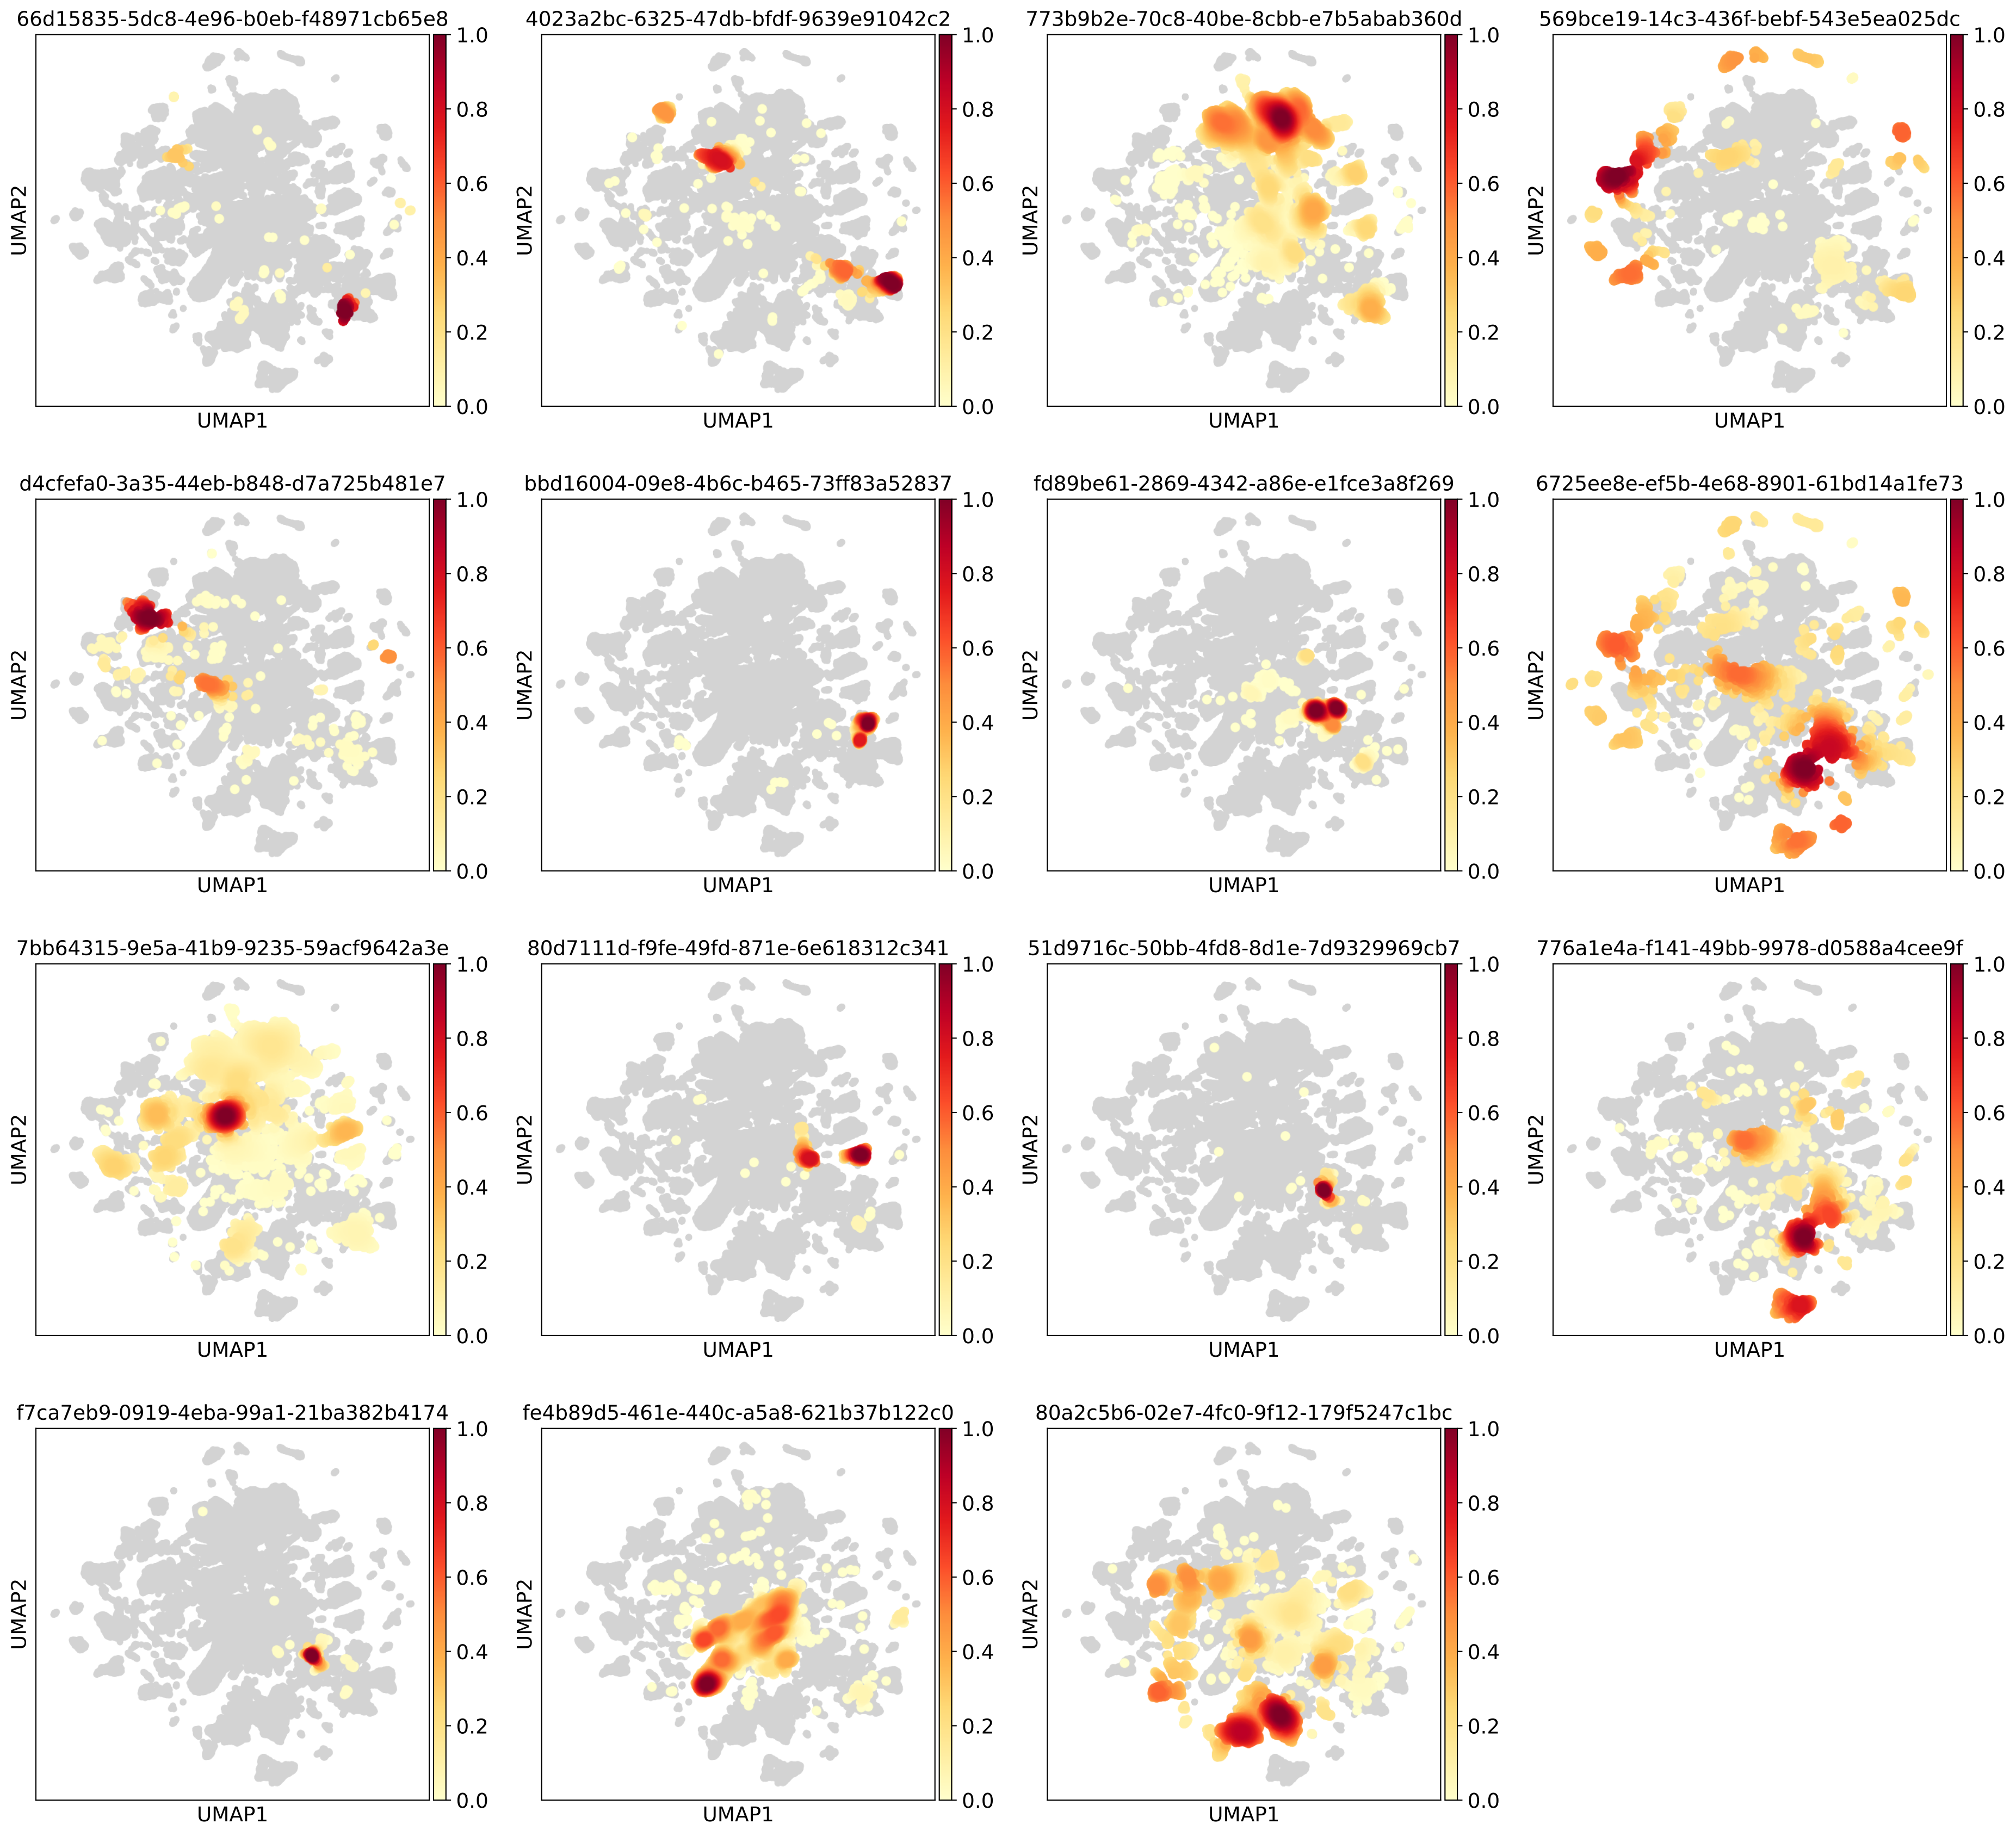 66d15835-5dc8-4e96-b0eb-f48971cb65e8
UMAP2
UMAP1
1.0
0.8
0.6
0.4
0.2
0.0
4023a2bc-6325-47db-bfdf-9639e91042c2
UMAP2
UMAP1
1.0
0.8
0.6
0.4
0.2
0.0
773b9b2e-70c8-40be-8cbb-e7b5abab360d
UMAP2
UMAP1
1.0
0.8
0.6
0.4
0.2
0.0
569bce19-14c3-436f-bebf-543e5ea025dc
UMAP2
UMAP1
1.0
0.8
0.6
0.4
0.2
0.0
d4cfefa0-3a35-44eb-b848-d7a725b481e7
UMAP2
UMAP1
1.0
0.8
0.6
0.4
0.2
0.0
bbd16004-09e8-4b6c-b465-73ff83a52837
UMAP2
UMAP1
1.0
0.8
0.6
0.4
0.2
0.0
fd89be61-2869-4342-a86e-e1fce3a8f269
UMAP2
UMAP1
1.0
0.8
0.6
0.4
0.2
0.0
6725ee8e-ef5b-4e68-8901-61bd14a1fe73
UMAP2
UMAP1
1.0
0.8
0.6
0.4
0.2
0.0
7bb64315-9e5a-41b9-9235-59acf9642a3e
UMAP2
UMAP1
1.0
0.8
0.6
0.4
0.2
0.0
80d7111d-f9fe-49fd-871e-6e618312c341
UMAP2
UMAP1
1.0
0.8
0.6
0.4
0.2
0.0
51d9716c-50bb-4fd8-8d1e-7d9329969cb7
UMAP2
UMAP1
1.0
0.8
0.6
0.4
0.2
0.0
776a1e4a-f141-49bb-9978-d0588a4cee9f
UMAP2
UMAP1
1.0
0.8
0.6
0.4
0.2
0.0
f7ca7eb9-0919-4eba-99a1-21ba382b4174
UMAP2
UMAP1
1.0
0.8
0.6
0.4
0.2
0.0
fe4b89d5-461e-440c-a5a8-621b37b122c0
UMAP2
UMAP1
1.0
0.8
0.6
0.4
0.2
0.0
80a2c5b6-02e7-4fc0-9f12-179f5247c1bc
UMAP2
UMAP1
1.0
0.8
0.6
0.4
0.2
0.0